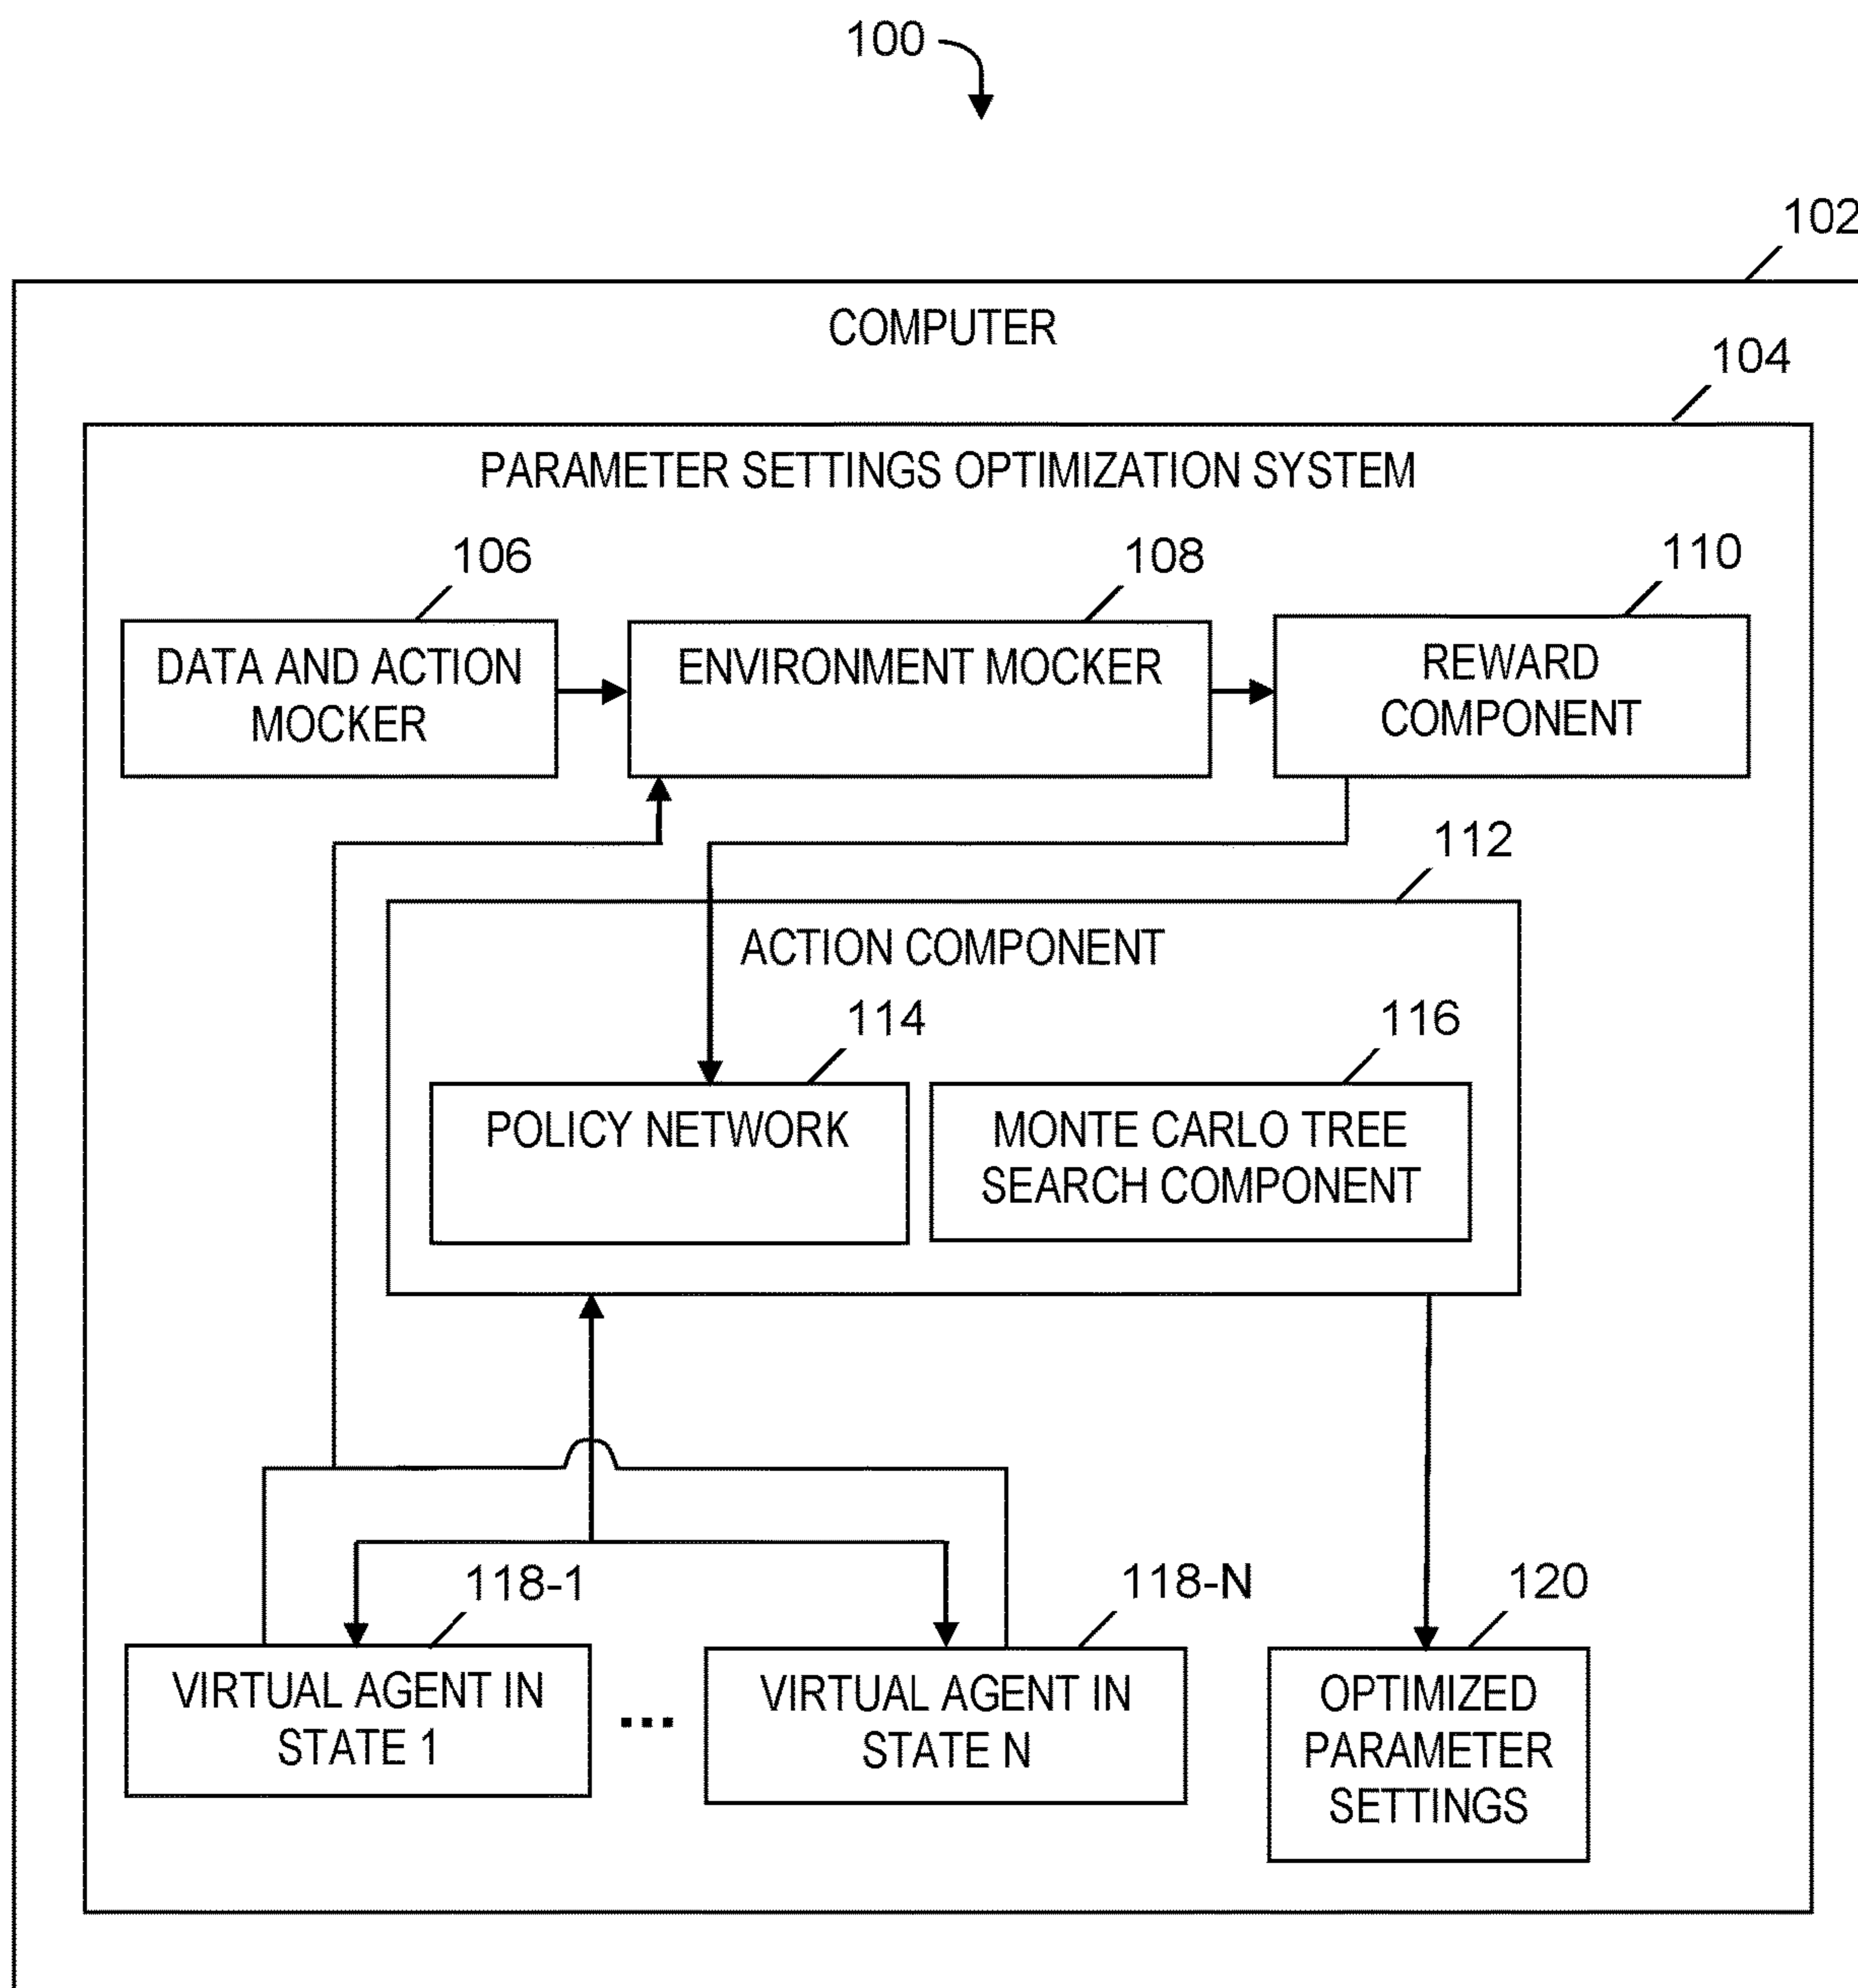 100
102
COMPUTER
104
PARAMETER SETTINGS OPTIMIZATION SYSTEM
106
108
110
DATA AND ACTION
MOCKER
ENVIRONMENT MOCKER
REWARD
COMPONENT
112
ACTION COMPONENT
114
116
POLICY NETWORK
MONTE CARLO TREE
SEARCH COMPONENT
118-1
118-N
120
VIRTUAL AGENT IN
STATE 1
...
VIRTUAL AGENT IN
STATE N
OPTIMIZED
PARAMETER
SETTINGS